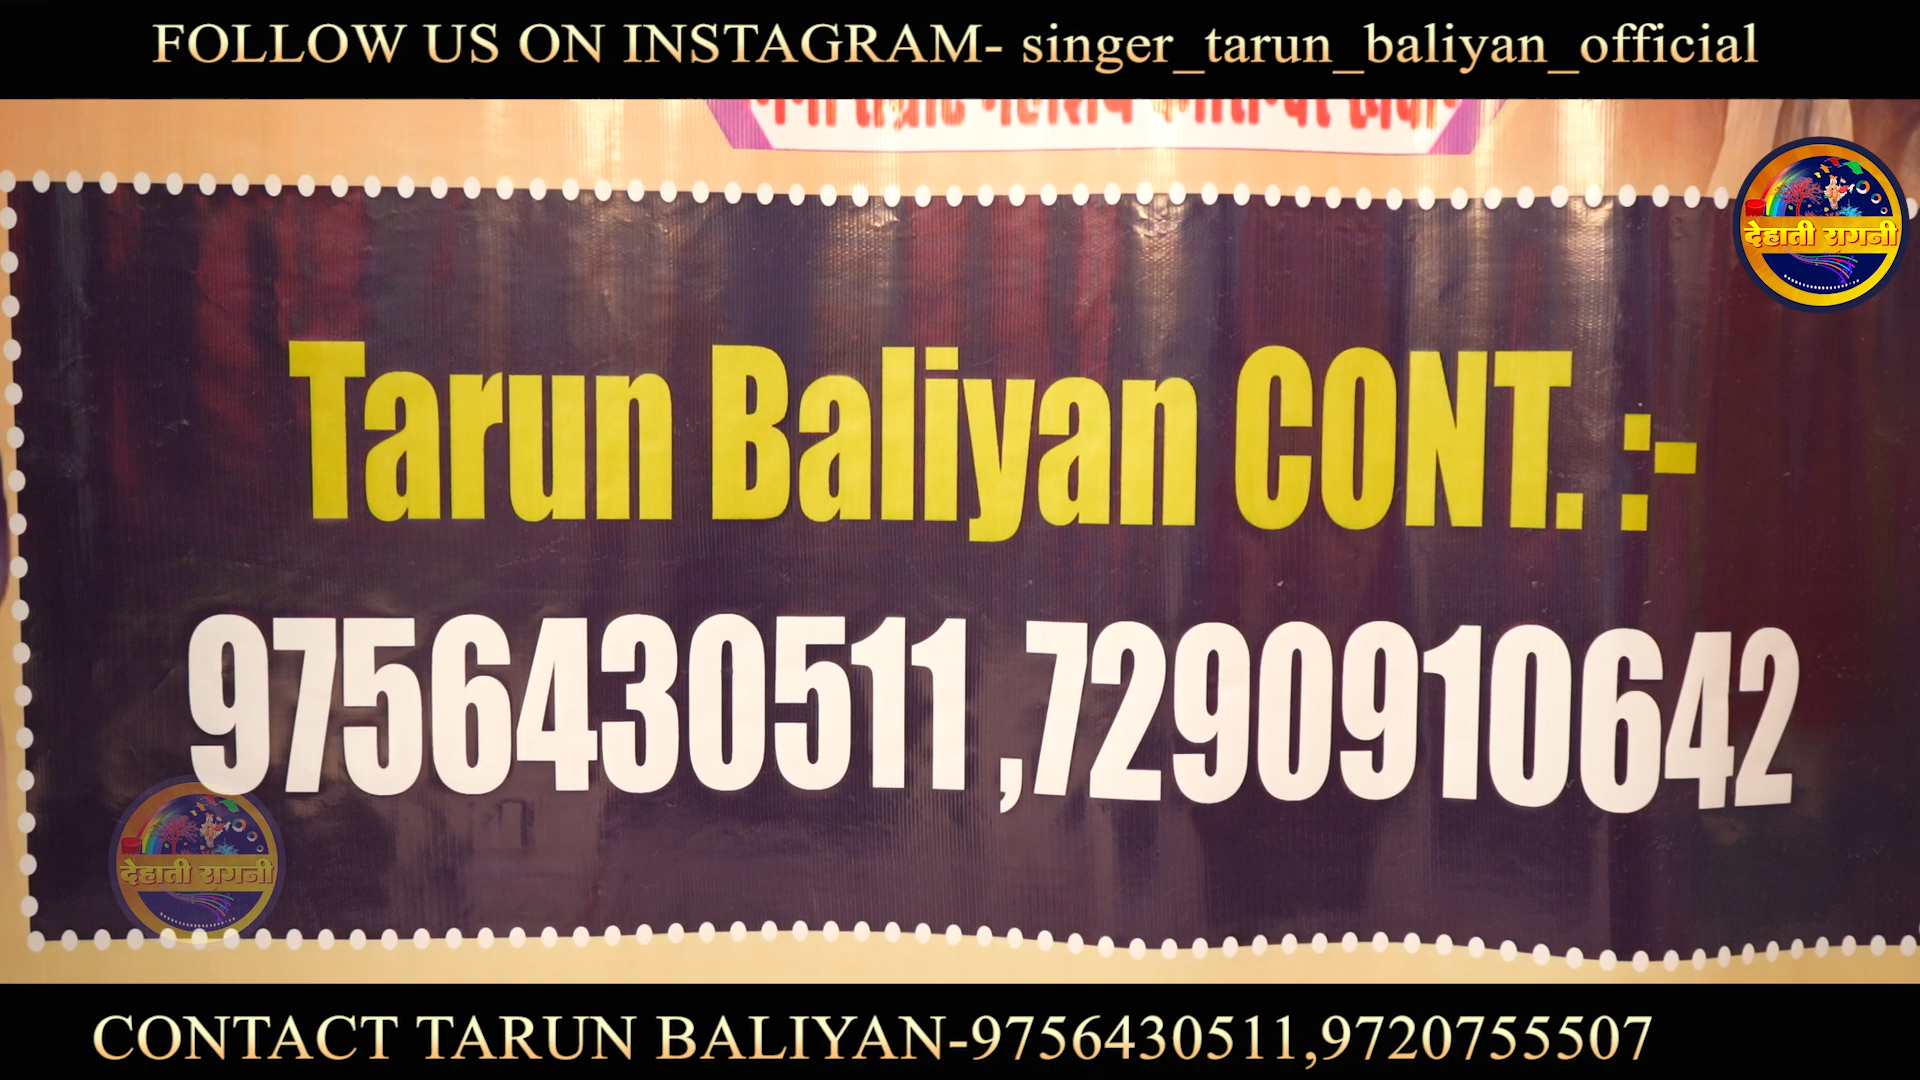 FOLLOW US ON INSTAGRAM- singer_tarun_baliyan_official
देहाती रागनी
Tarun Baliyan CONT. :-
9756430511 ,7290910642
देहाती रागनी
CONTACT TARUN BALIYAN-9756430511,9720755507